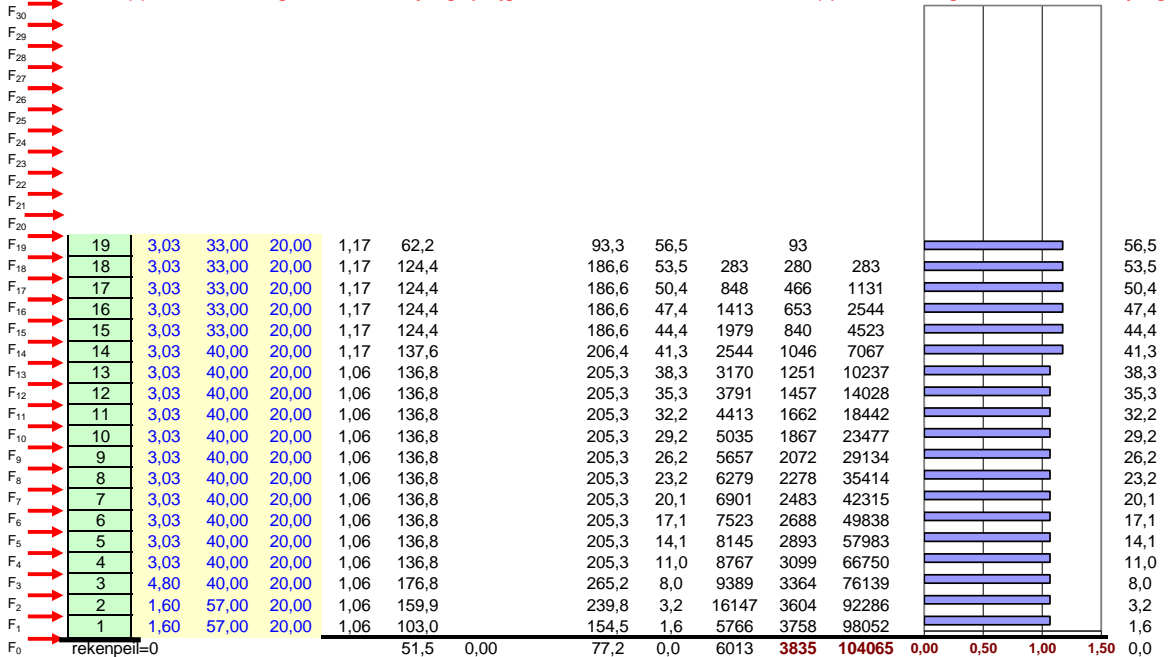 F30
F29
F28
F27
F26
F25
F24
F23
F22
F21
F20
F19 19 3,03 33,00 20,00 1,17 62,2 93,3 56,5 93 56,5
F18 18 3,03 33,00 20,00 1,17 124,4 186,6 53,5 283 280 283 53,5
F17 17 3,03 33,00 20,00 1,17 124,4 186,6 50,4 848 466 1131 50,4
F16 16 3,03 33,00 20,00 1,17 124,4 186,6 47,4 1413 653 2544 47,4
F15 15 3,03 33,00 20,00 1,17 124,4 186,6 44,4 1979 840 4523 44,4
F14 14 3,03 40,00 20,00 1,17 137,6 206,4 41,3 2544 1046 7067 41,3
F13 13 3,03 40,00 20,00 1,06 136,8 205,3 38,3 3170 1251 10237 38,3
F12 12 3,03 40,00 20,00 1,06 136,8 205,3 35,3 3791 1457 14028 35,3
F11 11 3,03 40,00 20,00 1,06 136,8 205,3 32,2 4413 1662 18442 32,2
F10 10 3,03 40,00 20,00 1,06 136,8 205,3 29,2 5035 1867 23477 29,2
F9 9 3,03 40,00 20,00 1,06 136,8 205,3 26,2 5657 2072 29134 26,2
F8 8 3,03 40,00 20,00 1,06 136,8 205,3 23,2 6279 2278 35414 23,2
F7 7 3,03 40,00 20,00 1,06 136,8 205,3 20,1 6901 2483 42315 20,1
F6 6 3,03 40,00 20,00 1,06 136,8 205,3 17,1 7523 2688 49838 17,1
F5 5 3,03 40,00 20,00 1,06 136,8 205,3 14,1 8145 2893 57983 14,1
F4 4 3,03 40,00 20,00 1,06 136,8 205,3 11,0 8767 3099 66750 11,0
F3 3 4,80 40,00 20,00 1,06 176,8 265,2 8,0 9389 3364 76139 8,0
F2 2 1,60 57,00 20,00 1,06 159,9 239,8 3,2 16147 3604 92286 3,2
F1 1 1,60 57,00 20,00 1,06 103,0 154,5 1,6 5766 3758 98052 1,6
F0 rekenpeil=0 51,5 0,00 77,2 0,0 6013 3835 104065 0,00 0,50 1,00 1,50 0,0